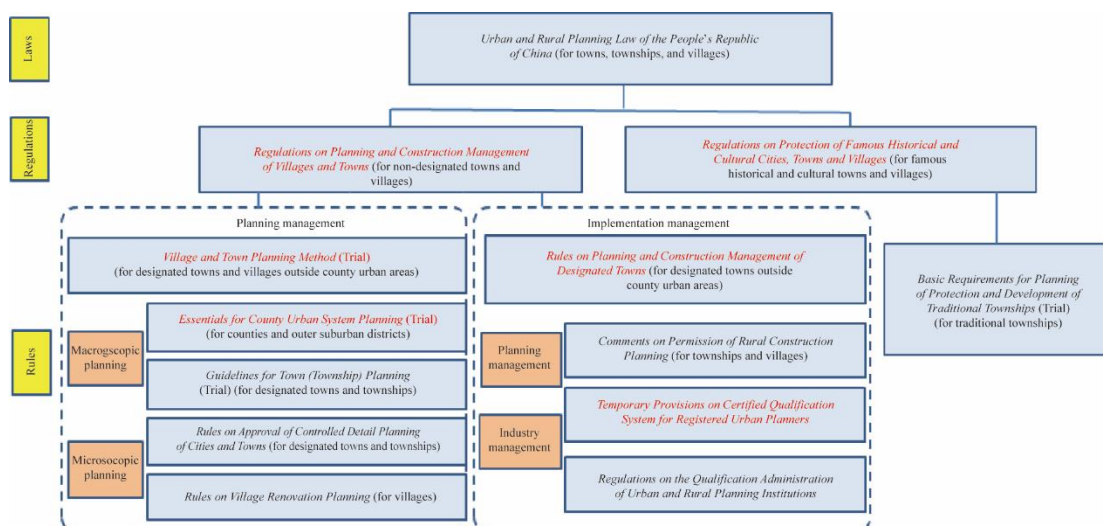 Laws
Urban and Rural Planning Law of the People's Republic
of China (for towns, townships, and villages)
Regulations
Regulations on Planning and Construction Management
of Villages and Towns (for non-designated towns and
villages)
Regulations on Protection of Famous Historical and
Cultural Cities, Towns and Villages (for famous
historical and cultural towns and villages)
Rules
Planning management
Village and Town Planning Method (Trial)
(for designated towns and villages outside county urban areas)
Macrogscopic
planning
Essentials for County Urban System Planning (Trial)
(for counties and outer suburban districts)
Guidelines for Town (Township) Planning
(Trial) (for designated towns and townships)
Microsocopic
planning
Rules on Approval of Controlled Detail Planning
of Cities and Towns (for designated towns and townships)
Rules on Village Renovation Planning (for villages)
Implementation management
Rules on Planning and Construction Management of
Designated Towns (for designated towns outside
county urban areas)
Planning
management
Comments on Permission of Rural Construction
Planning (for townships and villages)
Industry
management
Temporary Provisions on Certified Qualification
System for Registered Urban Planners
Regulations on the Qualification Administration
of Urban and Rural Planning Institutions
Basic Requirements for Planning
of Protection and Development of
Traditional Townships (Trial)
(for traditional townships)